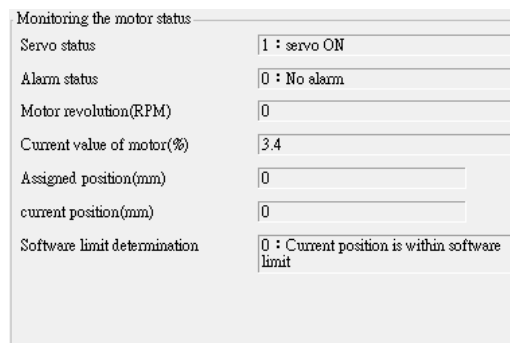 Monitoring the motor status
Servo status 1：servo ON
Alarm status 0：No alarm
Motor revolution(RPM) 0
Current value of motor(%) 3.4
Assigned position(mm) 0
current position(mm) 0
Software limit determination 0：Current position is within software
limit